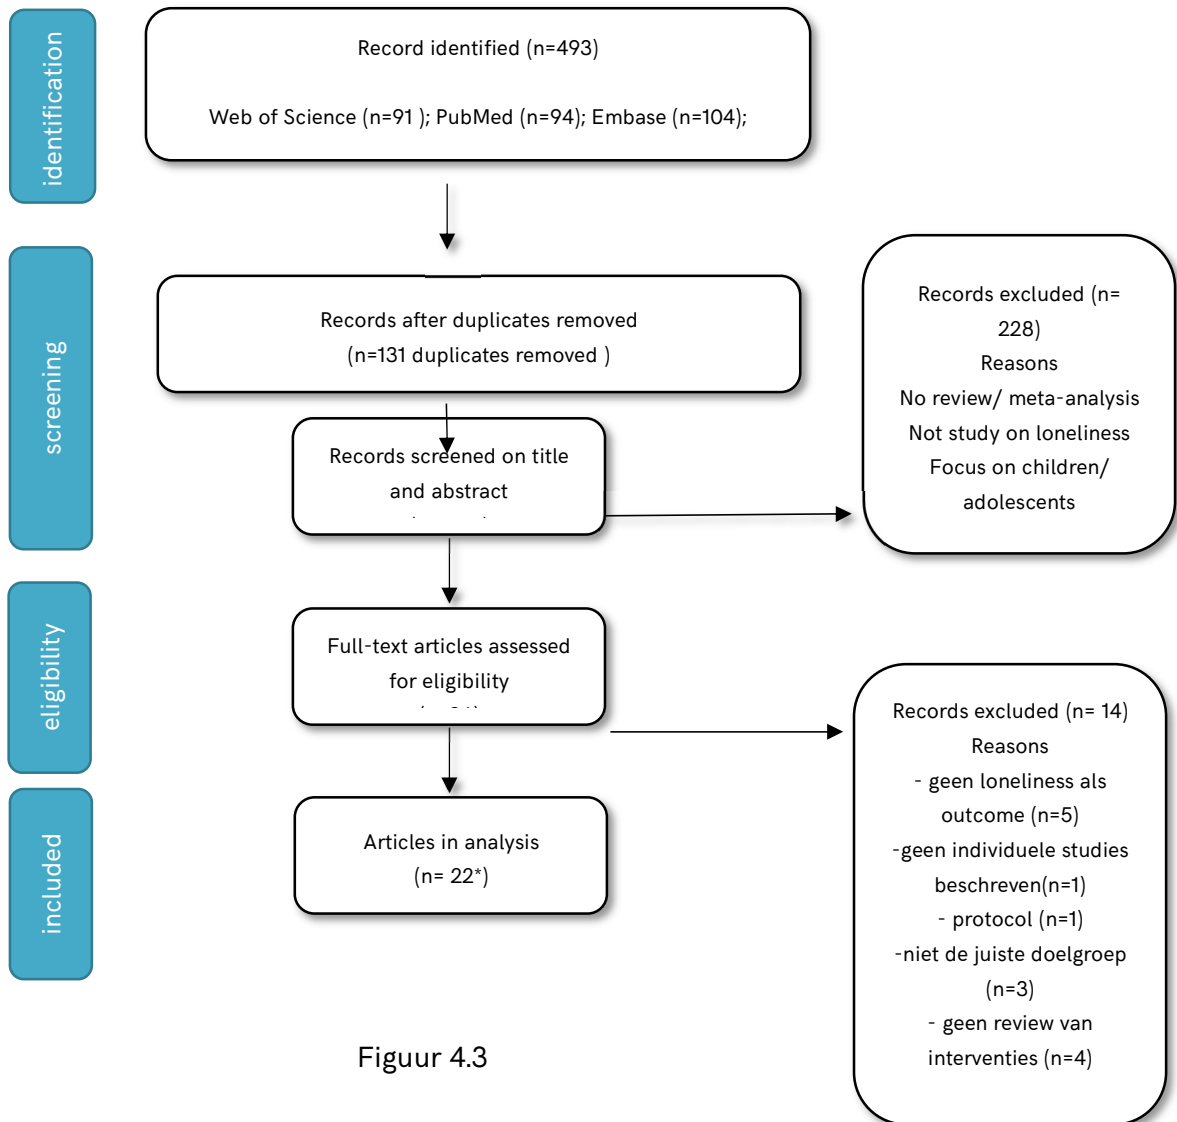 identification
Record identified (n=493)
Web of Science (n=91 ); PubMed (n=94); Embase (n=104);
screening
Records after duplicates removed
(n=131 duplicates removed )
Records screened on title
and abstract
Records excluded (n=
228)
Reasons
No review/ meta-analysis
Not study on loneliness
Focus on children/
adolescents
eligibility
Full-text articles assessed
for eligibility
Records excluded (n= 14)
Reasons
- geen loneliness als
outcome (n=5)
-geen individuele studies
beschreven(n=1)
- protocol (n=1)
-niet de juiste doelgroep
(n=3)
- geen review van
interventies (n=4)
included
Articles in analysis
(n= 22*)
Figuur 4.3